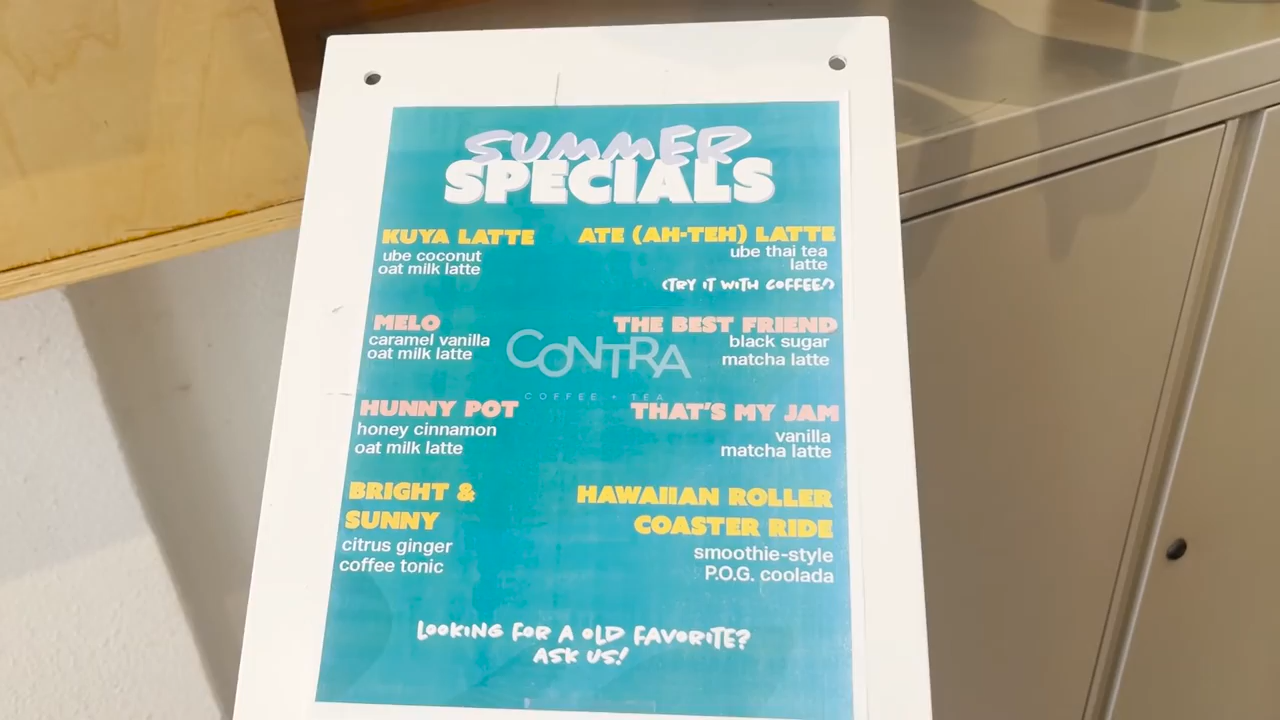 SUMMER
SPECIALS
KUYA LATTE
ube coconut
oat milk latte
ATE (AH-TEH) LATTE
ube thai tea
latte
(TRY IT WITH COFFEE!)
MELO
caramel vanilla
oat milk latte
THE BEST FRIEND
black sugar
matcha latte
CONTRA
COFFEE + TEA
HUNNY POT
honey cinnamon
oat milk latte
THAT'S MY JAM
vanilla
matcha latte
BRIGHT &
SUNNY
citrus ginger
coffee tonic
HAWAIIAN ROLLER
COASTER RIDE
smoothie-style
P.O.G. coolada
LOOKING FOR A OLD FAVORITE?
ASK US!